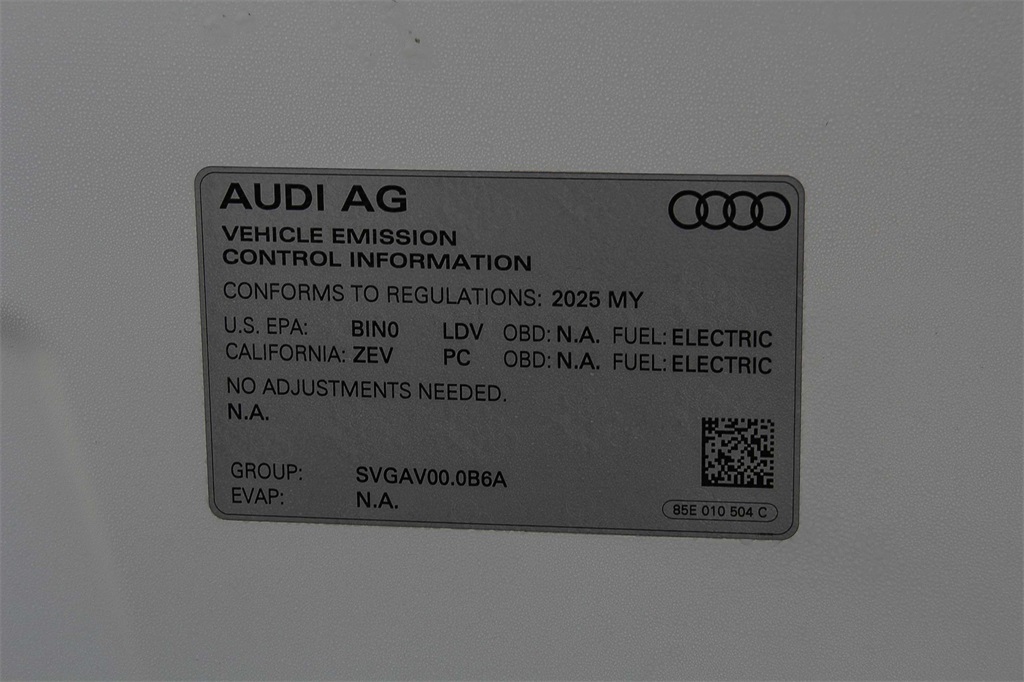 AUDI AG
VEHICLE EMISSION
CONTROL INFORMATION
CONFORMS TO REGULATIONS: 2025 MY
U.S. EPA: BIN0 LDV OBD: N.A. FUEL: ELECTRIC
CALIFORNIA: ZEV PC OBD: N.A. FUEL: ELECTRIC
NO ADJUSTMENTS NEEDED.
N.A.
GROUP: SVGAV00.0B6A
EVAP: N.A.
85E 010 504 C